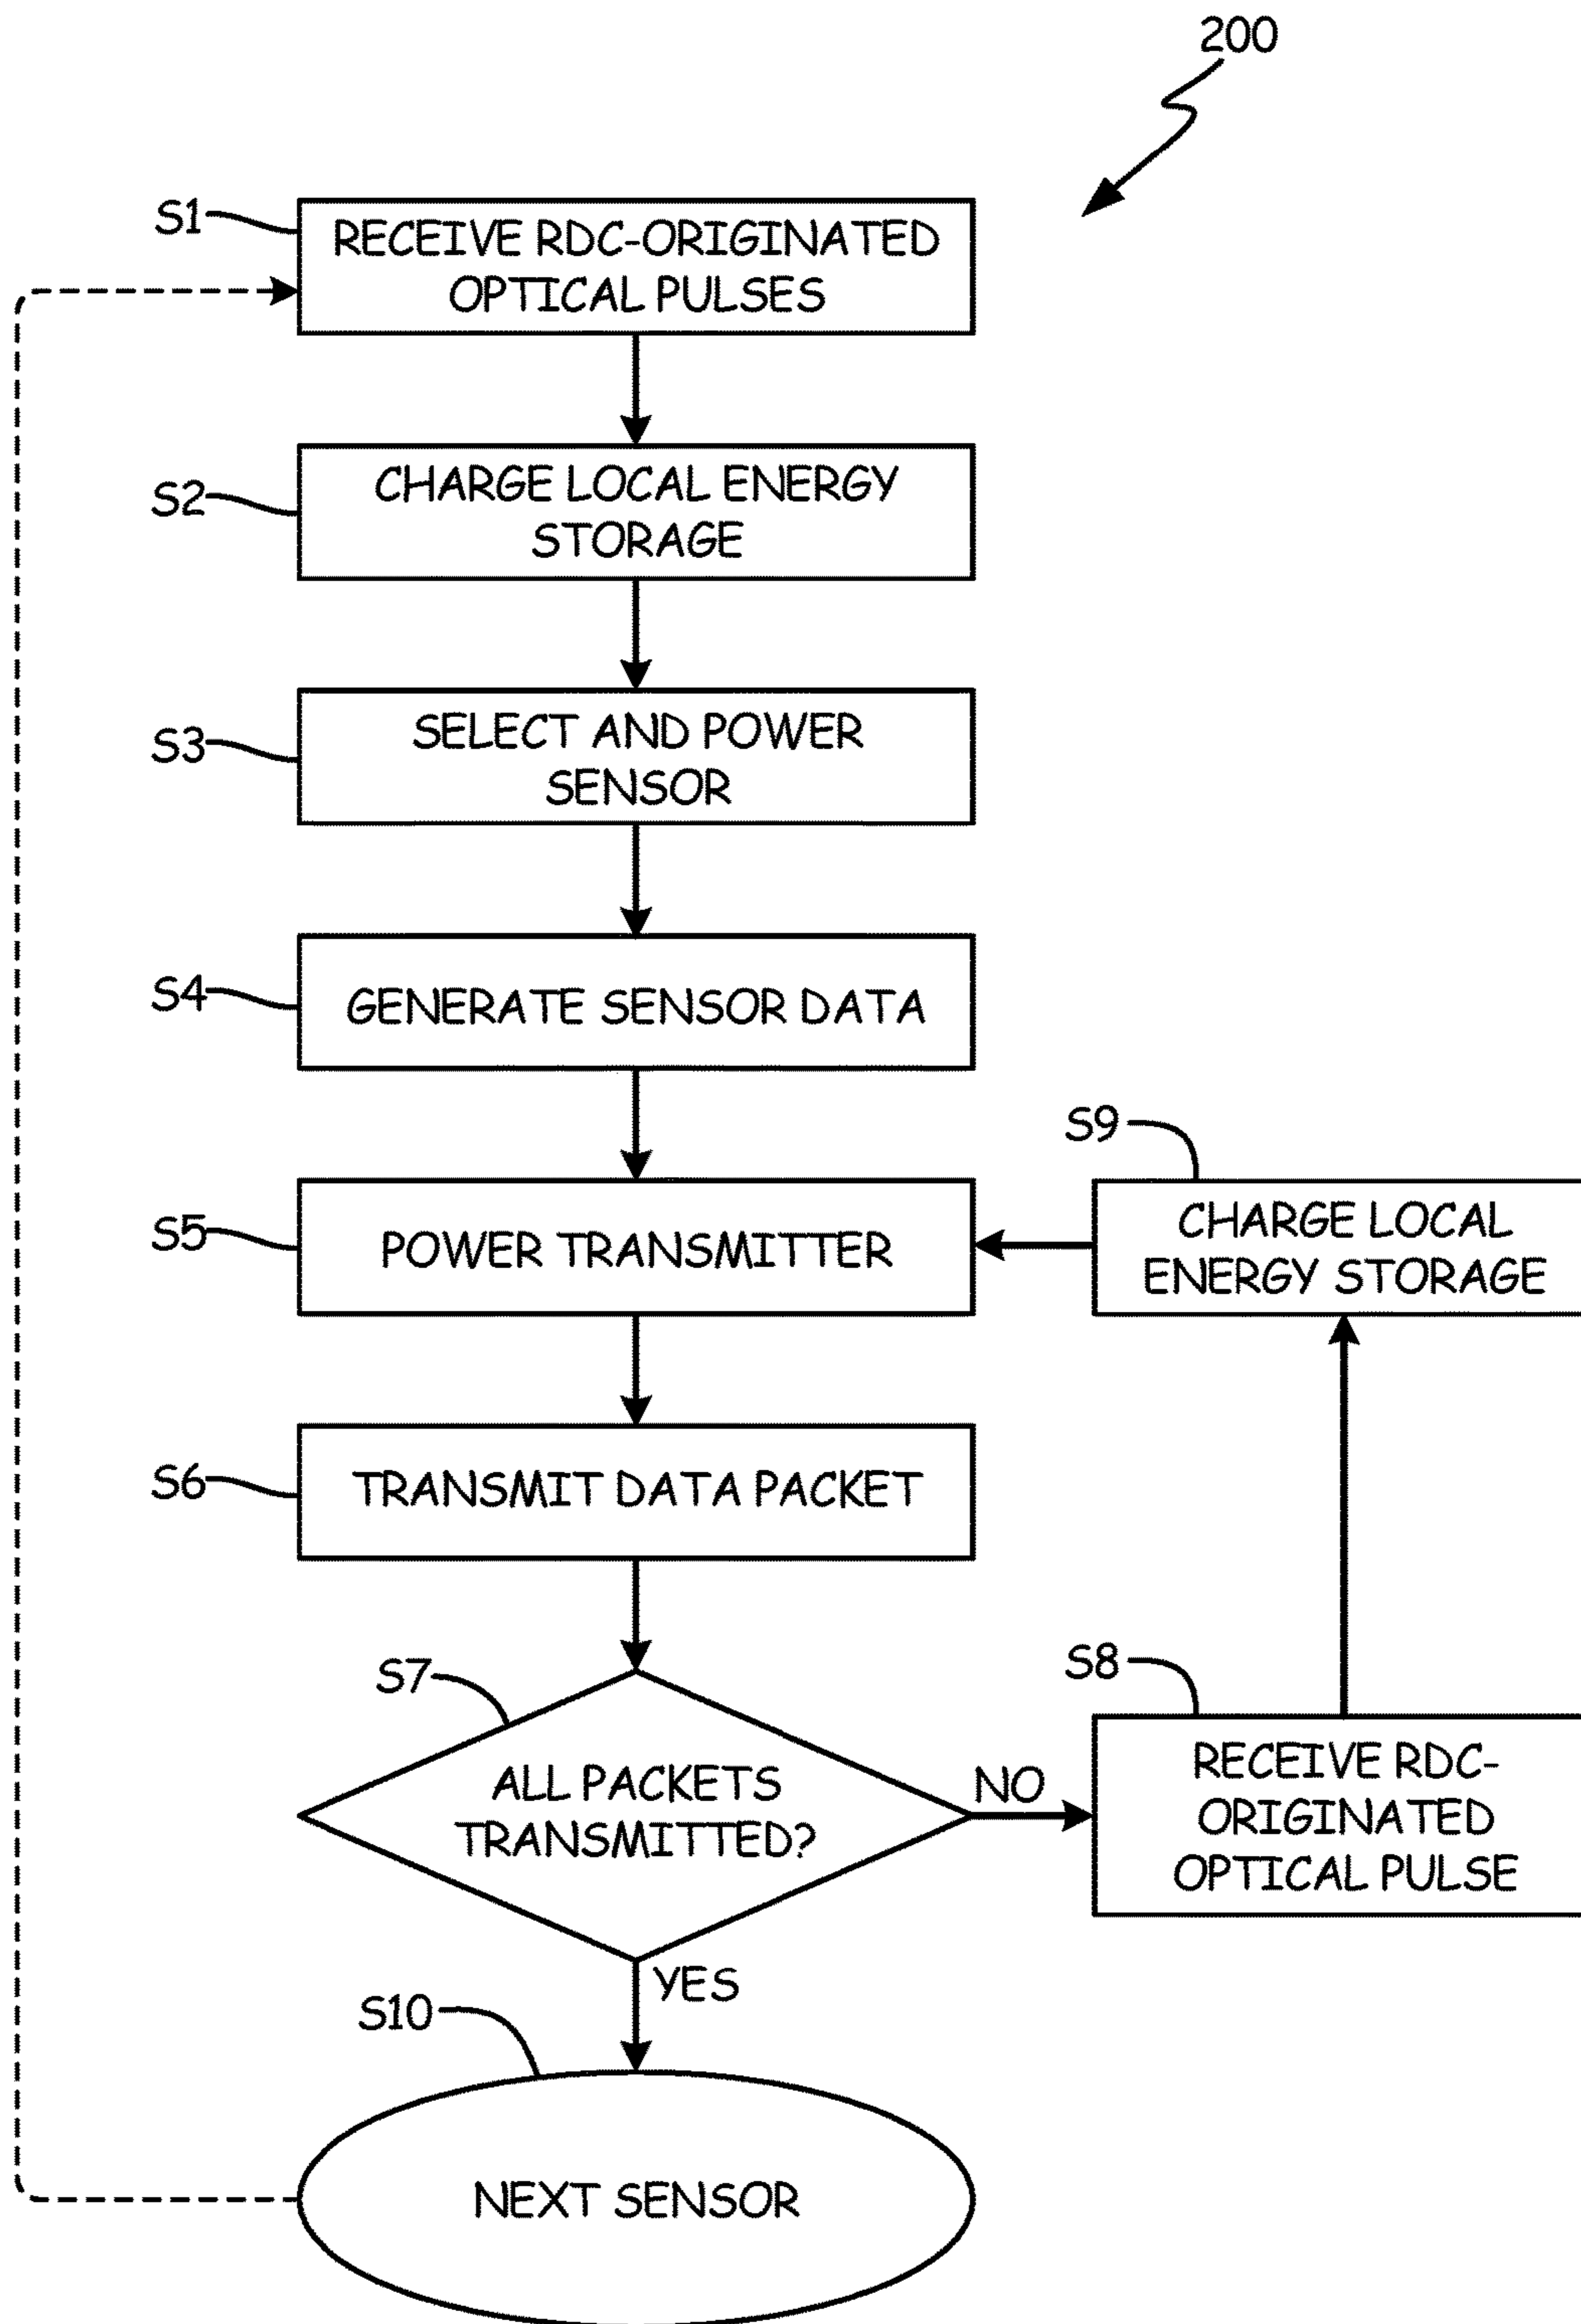 200
S1
RECEIVE RDC-ORIGINATED
OPTICAL PULSES
S2
CHARGE LOCAL ENERGY
STORAGE
S3
SELECT AND POWER
SENSOR
S4
GENERATE SENSOR DATA
S5
POWER TRANSMITTER
S9
CHARGE LOCAL
ENERGY STORAGE
S6
TRANSMIT DATA PACKET
S7
ALL PACKETS
TRANSMITTED?
NO
S8
RECEIVE RDC-
ORIGINATED
OPTICAL PULSE
YES
S10
NEXT SENSOR